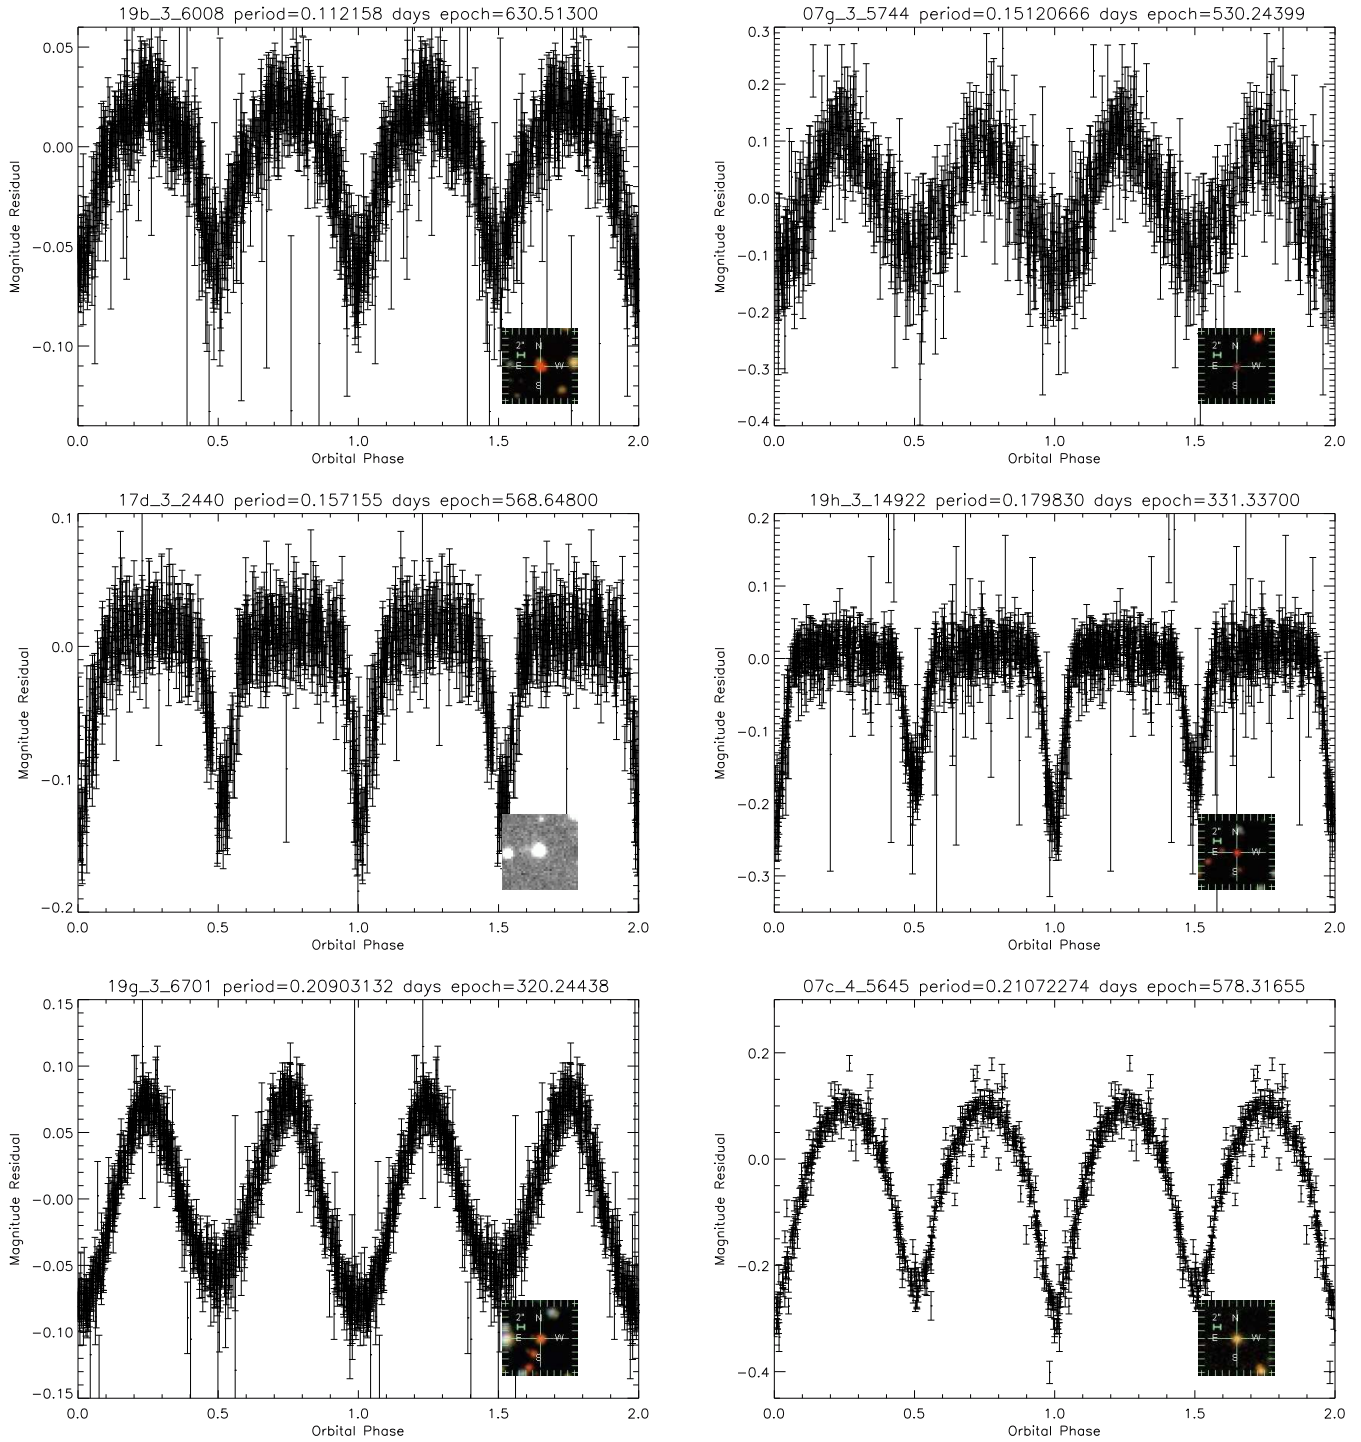 19b_3_6008 period=0.112158 days epoch=630.51300
0.05
0.00
−0.05
−0.10
Magnitude Residual
2" N
E W
S
0.0 0.5 1.0 1.5 2.0
Orbital Phase
07g_3_5744 period=0.15120666 days epoch=530.24399
0.3
0.2
0.1
0.0
−0.1
−0.2
−0.3
−0.4
Magnitude Residual
2" N
E W
S
0.0 0.5 1.0 1.5 2.0
Orbital Phase
17d_3_2440 period=0.157155 days epoch=568.64800
0.1
0.0
−0.1
−0.2
Magnitude Residual
0.0 0.5 1.0 1.5 2.0
Orbital Phase
19h_3_14922 period=0.179830 days epoch=331.33700
0.2
0.1
0.0
−0.1
−0.2
−0.3
Magnitude Residual
2" N
E W
S
0.0 0.5 1.0 1.5 2.0
Orbital Phase
19g_3_6701 period=0.20903132 days epoch=320.24438
0.15
0.10
0.05
−0.00
−0.05
−0.10
−0.15
Magnitude Residual
2" N
E W
S
0.0 0.5 1.0 1.5 2.0
Orbital Phase
07c_4_5645 period=0.21072274 days epoch=578.31655
0.2
0.0
−0.2
−0.4
Magnitude Residual
2" N
E W
S
0.0 0.5 1.0 1.5 2.0
Orbital Phase